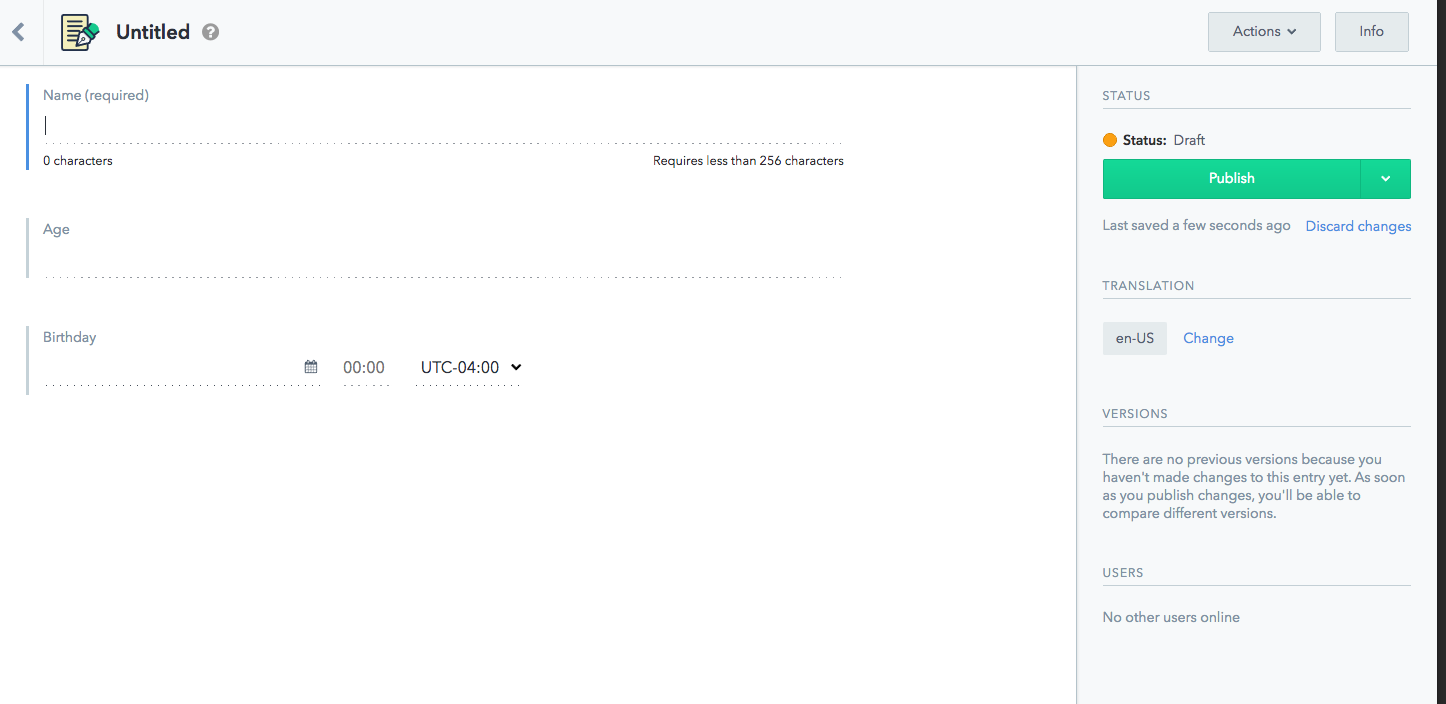 Untitled ?
Actions
Info
Name (required)
0 characters
Requires less than 256 characters
Age
Birthday
00:00
UTC-04:00
STATUS
Status: Draft
Publish
Last saved a few seconds ago
Discard changes
TRANSLATION
en-US
Change
VERSIONS
There are no previous versions because you
haven't made changes to this entry yet. As soon
as you publish changes, you'll be able to
compare different versions.
USERS
No other users online